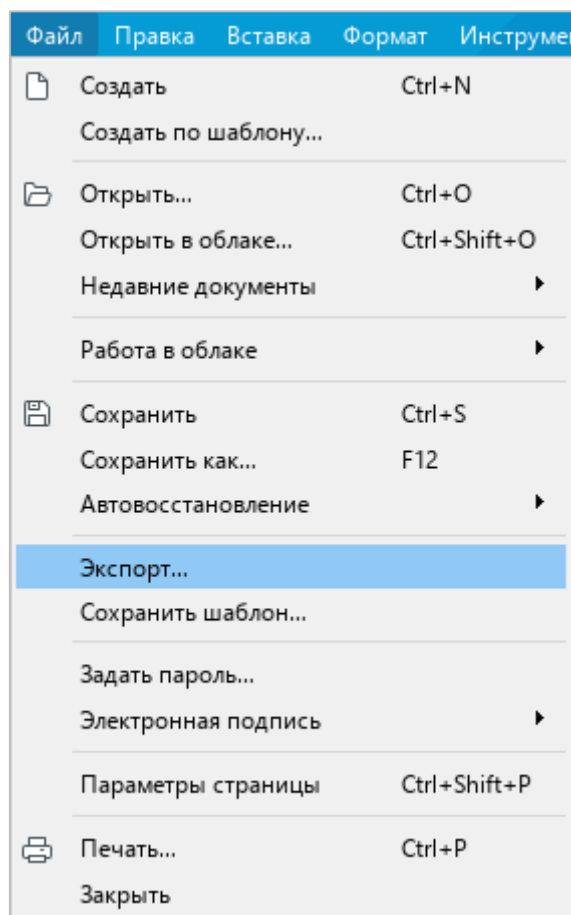 Файл Правка Вставка Формат Инструме
Создать Ctrl+N
Создать по шаблону...
Открыть... Ctrl+O
Открыть в облаке... Ctrl+Shift+O
Недавние документы
Работа в облаке
Сохранить Ctrl+S
Сохранить как... F12
Автовосстановление
Экспорт...
Сохранить шаблон...
Задать пароль...
Электронная подпись
Параметры страницы Ctrl+Shift+P
Печать... Ctrl+P
Закрыть